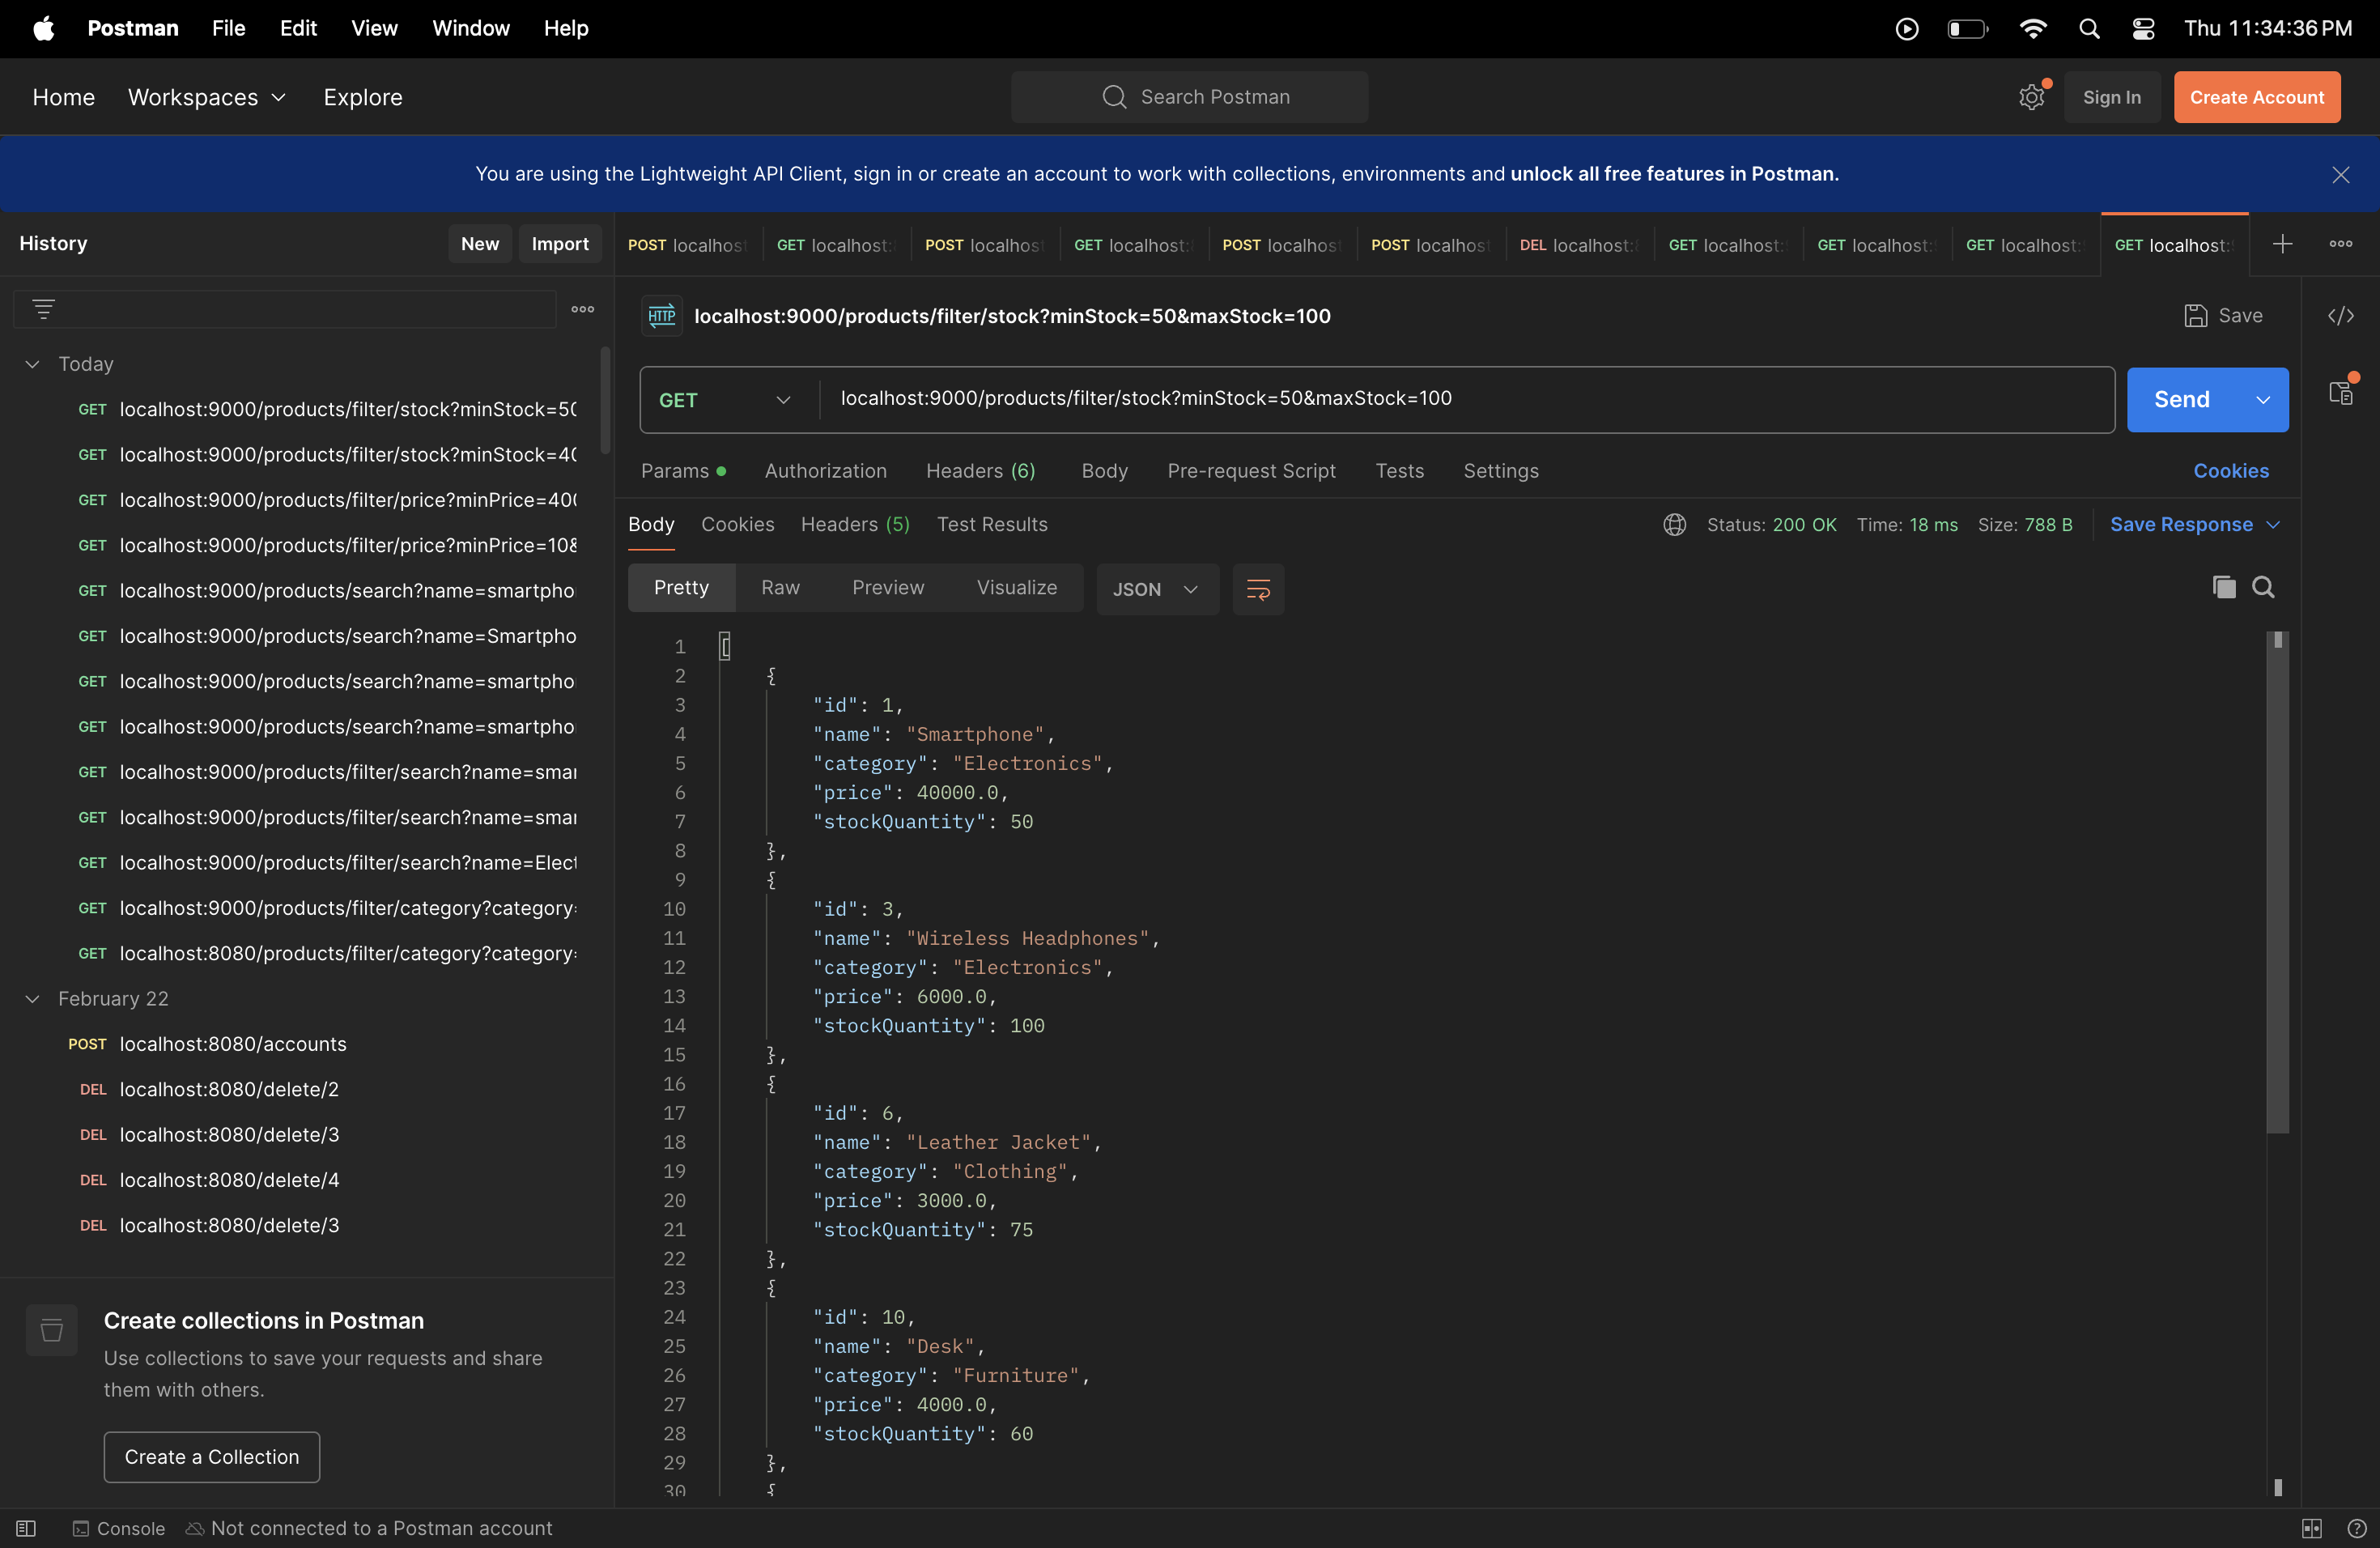 Postman File Edit View Window Help Thu 11:34:36 PM
Home Workspaces Explore Search Postman Sign In Create Account
You are using the Lightweight API Client, sign in or create an account to work with collections, environments and unlock all free features in Postman.
History New Import
POST localhost GET localhost: POST localhost GET localhost: POST localhost POST localhost DEL localhost: GET localhost: GET localhost: GET localhost: GET localhost:
HTTP localhost:9000/products/filter/stock?minStock=50&maxStock=100 Save
GET localhost:9000/products/filter/stock?minStock=50&maxStock=100 Send
Params Authorization Headers (6) Body Pre-request Script Tests Settings Cookies
Body Cookies Headers (5) Test Results Status: 200 OK Time: 18 ms Size: 788 B Save Response
Pretty Raw Preview Visualize JSON
Today
GET localhost:9000/products/filter/stock?minStock=50
GET localhost:9000/products/filter/stock?minStock=40
GET localhost:9000/products/filter/price?minPrice=400
GET localhost:9000/products/filter/price?minPrice=10&
GET localhost:9000/products/search?name=smartpho
GET localhost:9000/products/search?name=Smartpho
GET localhost:9000/products/search?name=smartpho
GET localhost:9000/products/search?name=smartpho
GET localhost:9000/products/filter/search?name=smar
GET localhost:9000/products/filter/search?name=smar
GET localhost:9000/products/filter/search?name=Elect
GET localhost:9000/products/filter/category?category=
GET localhost:8080/products/filter/category?category=
February 22
POST localhost:8080/accounts
DEL localhost:8080/delete/2
DEL localhost:8080/delete/3
DEL localhost:8080/delete/4
DEL localhost:8080/delete/3
Create collections in Postman
Use collections to save your requests and share
them with others.
Create a Collection
1 [
2 {
3 "id": 1,
4 "name": "Smartphone",
5 "category": "Electronics",
6 "price": 40000.0,
7 "stockQuantity": 50
8 },
9 {
10 "id": 3,
11 "name": "Wireless Headphones",
12 "category": "Electronics",
13 "price": 6000.0,
14 "stockQuantity": 100
15 },
16 {
17 "id": 6,
18 "name": "Leather Jacket",
19 "category": "Clothing",
20 "price": 3000.0,
21 "stockQuantity": 75
22 },
23 {
24 "id": 10,
25 "name": "Desk",
26 "category": "Furniture",
27 "price": 4000.0,
28 "stockQuantity": 60
29 },
30 {
Console Not connected to a Postman account